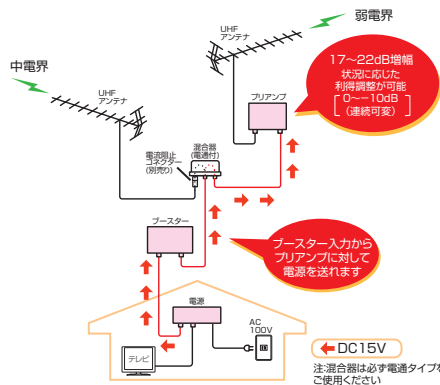 弱電界
UHF
アンテナ
17〜22dB増幅
状況に応じた
利得調整が可能
0〜−10dB
(連続可変)
中電界
UHF
アンテナ
プリアンプ
電流阻止
コネクター
(別売り)
混合器
(電通付)
ブースター
ブースター入力から
プリアンプに対して
電源を送れます
電源
AC
100V
テレビ
DC15V
注:混合器は必ず電通タイプを
ご使用ください